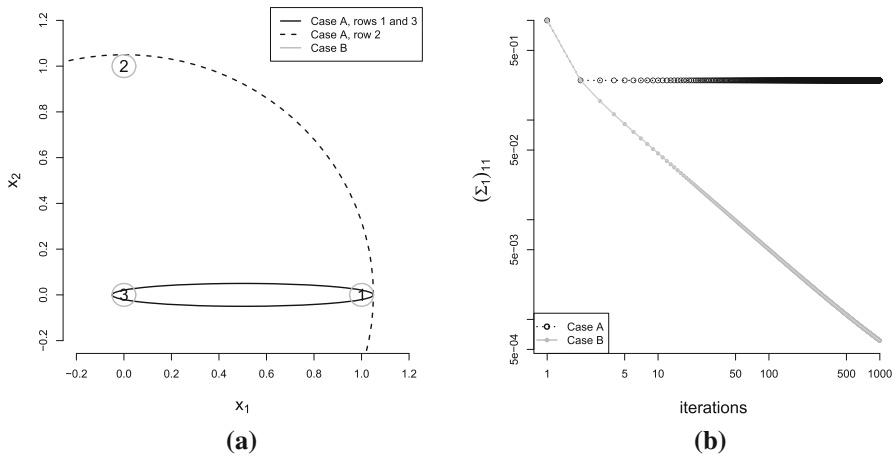 Case A, rows 1 and 3
Case A, row 2
Case B
2
3
1
x2
1.0
0.8
0.6
0.4
0.2
0.0
−0.2
−0.2 0.0 0.2 0.4 0.6 0.8 1.0 1.2
x1
(a)
(Σ1)11
5e−01
5e−02
5e−03
5e−04
Case A
Case B
1 5 10 50 100 500 1000
iterations
(b)